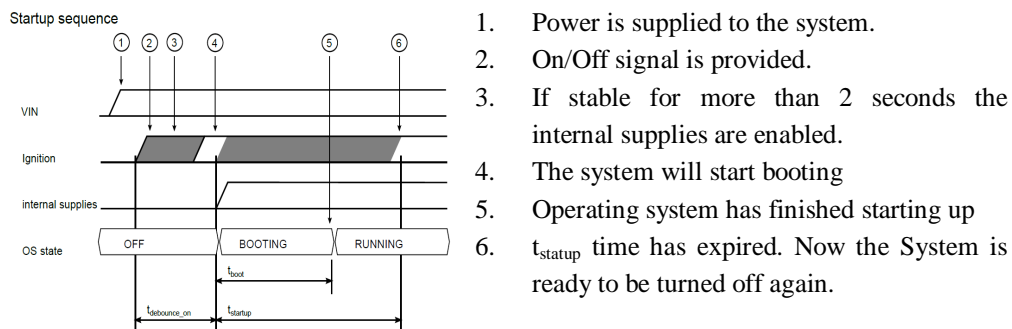 Startup sequence
1 2 3 4 5 6
VIN
Ignition
internal supplies
OS state OFF BOOTING RUNNING
tboot
tdebounce_on tstartup
1. Power is supplied to the system.
2. On/Off signal is provided.
3. If stable for more than 2 seconds the
internal supplies are enabled.
4. The system will start booting
5. Operating system has finished starting up
6. tstatup time has expired. Now the System is
ready to be turned off again.